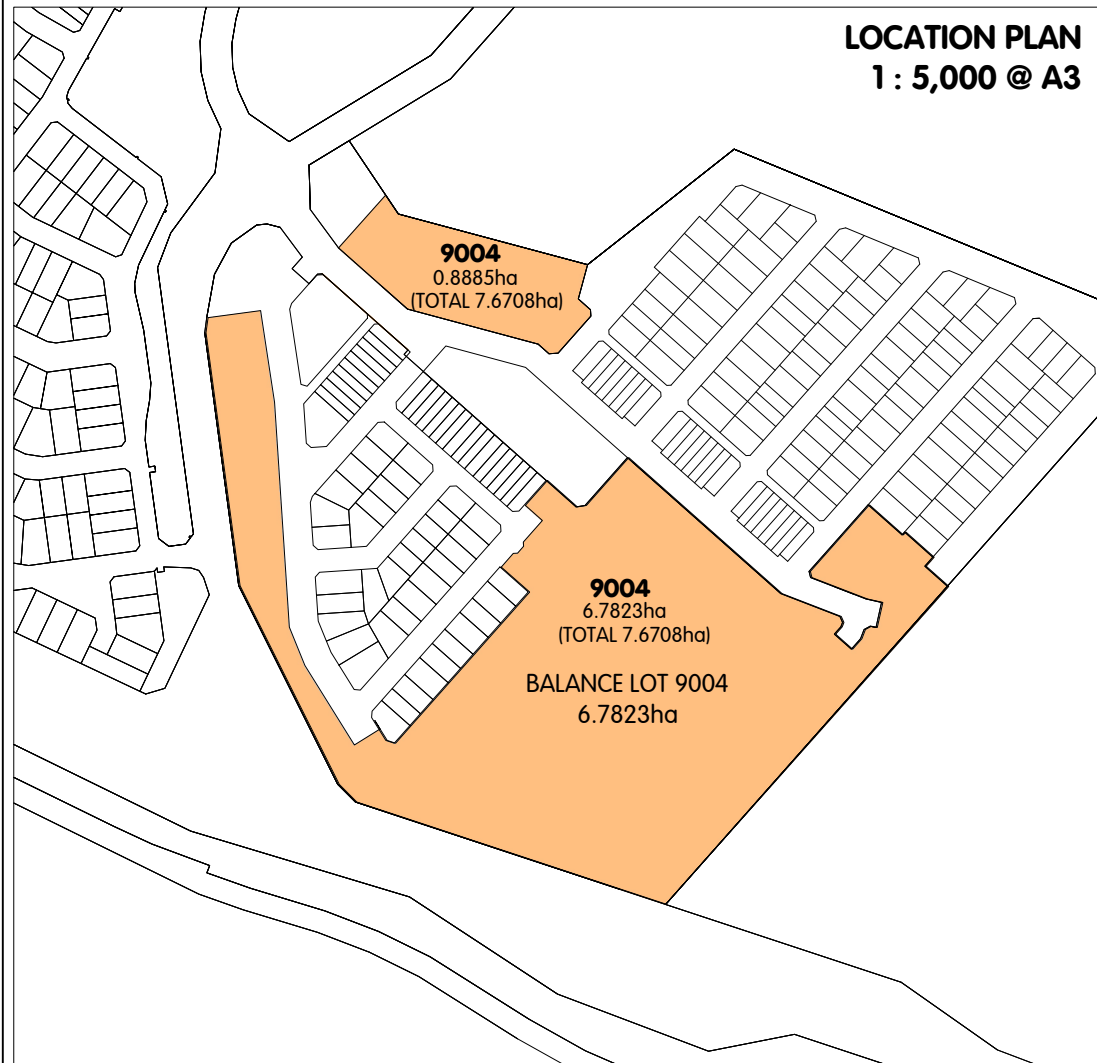 LOCATION PLAN
1 : 5,000 @ A3
9004
0.8885ha
(TOTAL 7.6708ha)
9004
6.7823ha
(TOTAL 7.6708ha)
BALANCE LOT 9004
6.7823ha